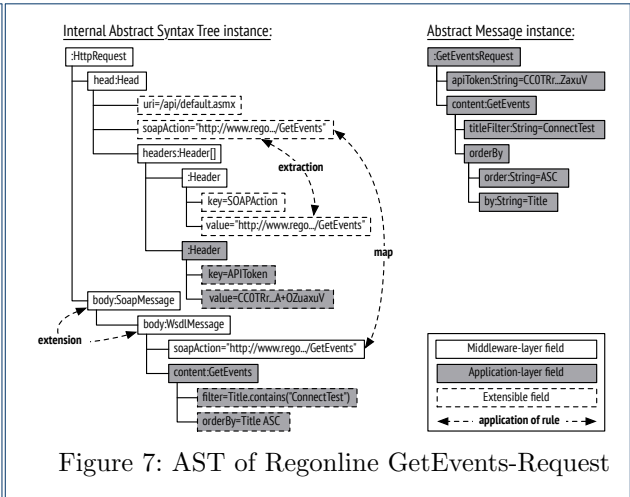 Internal Abstract Syntax Tree instance:
:HttpRequest
head:Head
uri=/api/default.asmx
soapAction="http://www.rego.../GetEvents"
headers:Header[]
:Header
key=SOAPAction
value="http://www.rego.../GetEvents"
:Header
key=APIToken
value=CC0TRr...A+OZuaxuV
body:SoapMessage
body:WsdlMessage
soapAction="http://www.rego.../GetEvents"
content:GetEvents
filter=Title.contains("ConnectTest")
orderBy=Title ASC
extraction
map
extension
Abstract Message instance:
:GetEventsRequest
apiToken:String=CC0TRr...ZaxuV
content:GetEvents
titleFilter:String=ConnectTest
orderBy
order:String=ASC
by:String=Title
Middleware-layer field
Application-layer field
Extensible field
application of rule
Figure 7: AST of Regonline GetEvents-Request